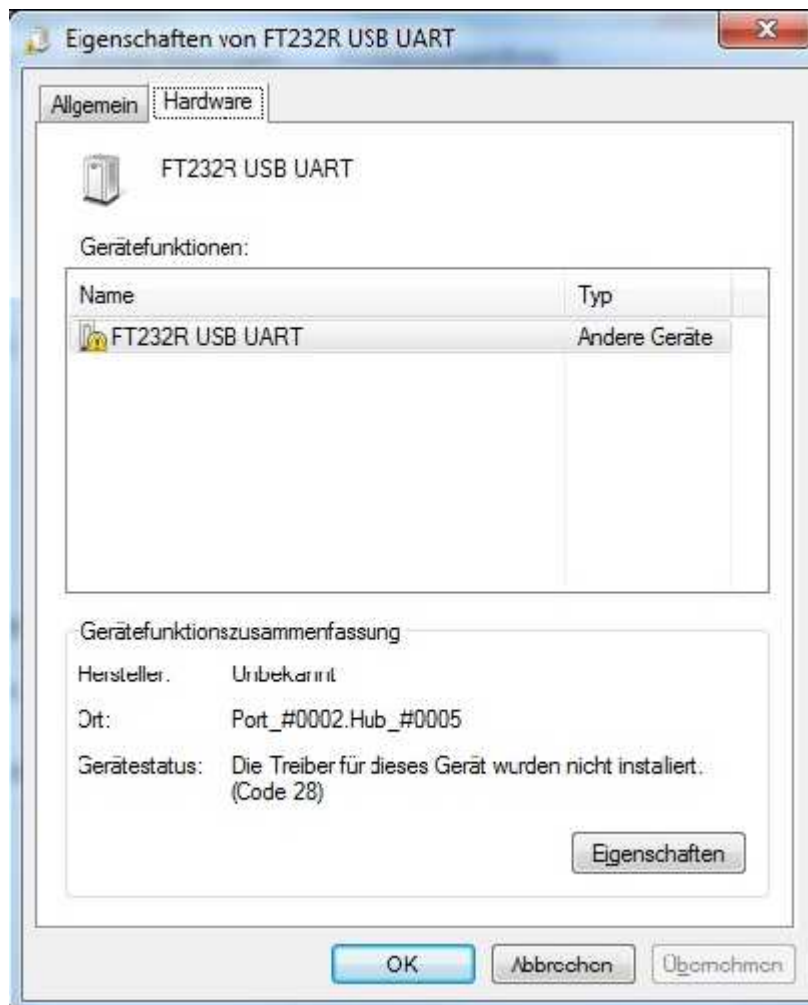 Eigenschaften von FT232R USB UART
Allgemein Hardware
FT232R USB UART
Gerätefunktionen:
Name Typ
FT232R USB UART Andere Geräte
Gerätefunktionszusammenfassung
Hersteller: Unbekannt
Ort: Port_#0002.Hub_#0005
Gerätestatus: Die Treiber für dieses Gerät wurden nicht instaliert.
(Code 28)
Eigenschaften
OK Abbrechen Übernehmen